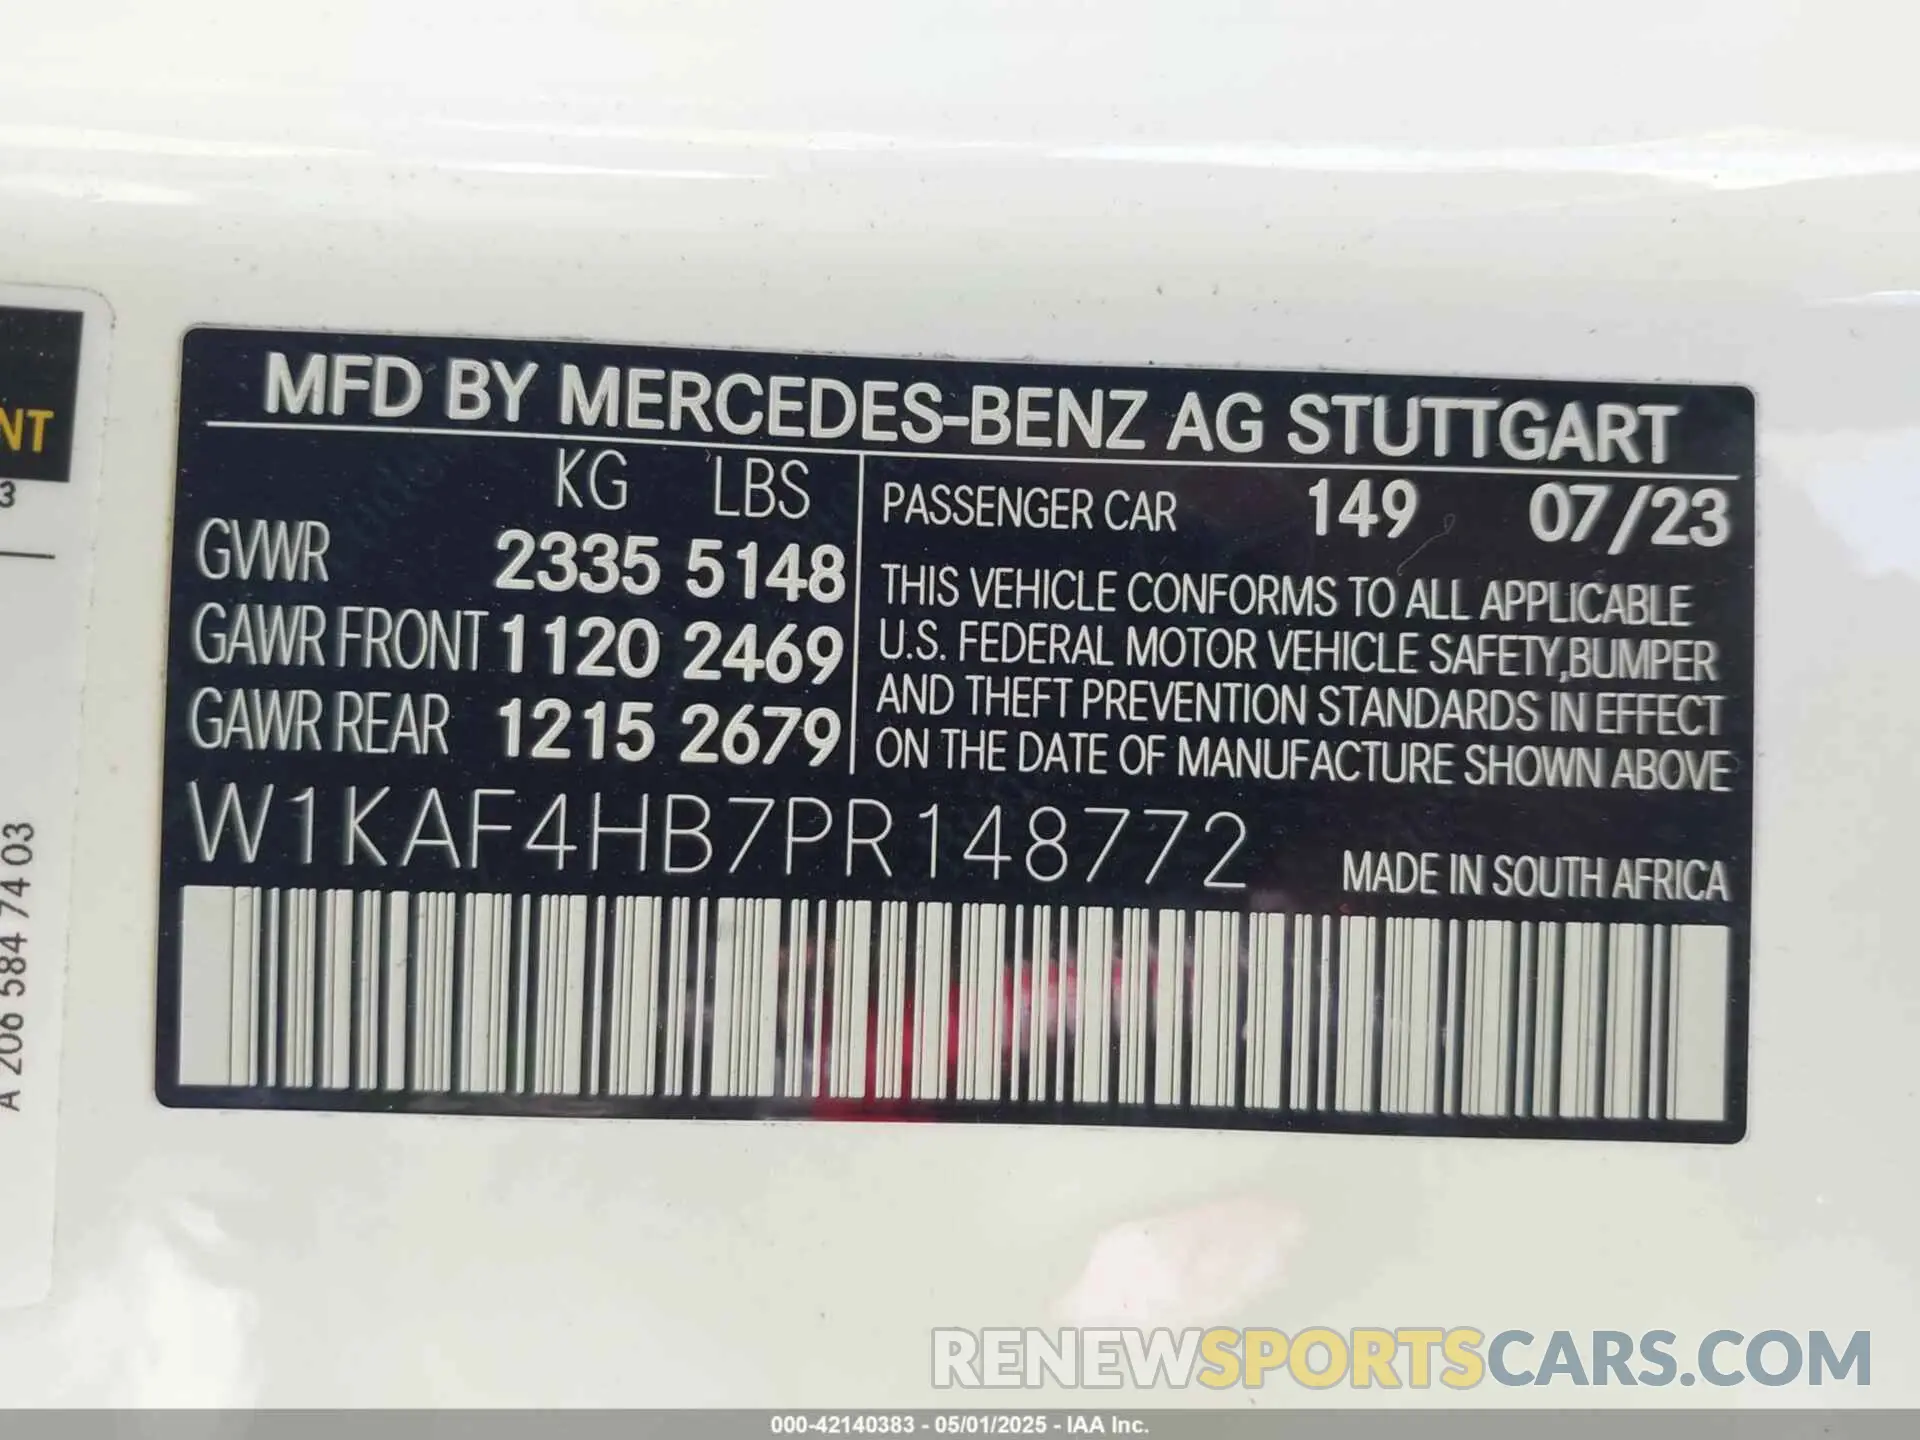 MFD BY MERCEDES-BENZ AG STUTTGART
KG LBS
GVWR 2335 5148
GAWR FRONT 1120 2469
GAWR REAR 1215 2679
PASSENGER CAR 149 07/23
THIS VEHICLE CONFORMS TO ALL APPLICABLE
U.S. FEDERAL MOTOR VEHICLE SAFETY,BUMPER
AND THEFT PREVENTION STANDARDS IN EFFECT
ON THE DATE OF MANUFACTURE SHOWN ABOVE
W1KAF4HB7PR148772
MADE IN SOUTH AFRICA
NT
3
A 206 584 74 03
RENEWSPORTSCARS.COM
000-42140383 - 05/01/2025 - IAA Inc.